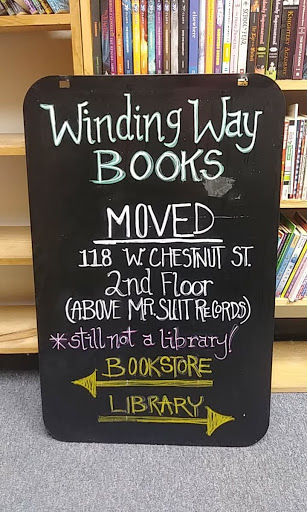 Winding Way
BOOKS
MOVED
118 W. CHESTNUT ST.
2nd Floor
(ABOVE MR. SUIT RECORDS)
*still not a library!
BOOKSTORE
LIBRARY